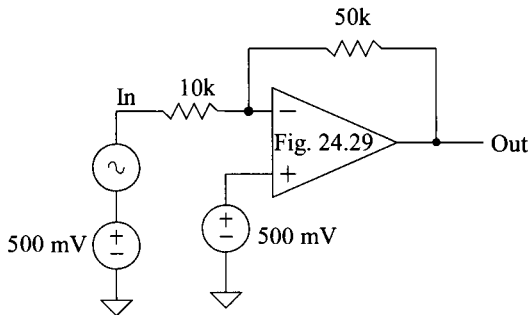 50k
10k
In
−
Fig. 24.29
Out
+
+
−
500 mV
+
−
500 mV